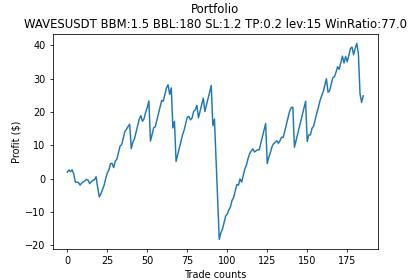 Portfolio
WAVESUSDT BBM:1.5 BBL:180 SL:1.2 TP:0.2 lev:15 WinRatio:77.0
Profit ($)
40
30
20
10
0
−10
−20
0 25 50 75 100 125 150 175
Trade counts